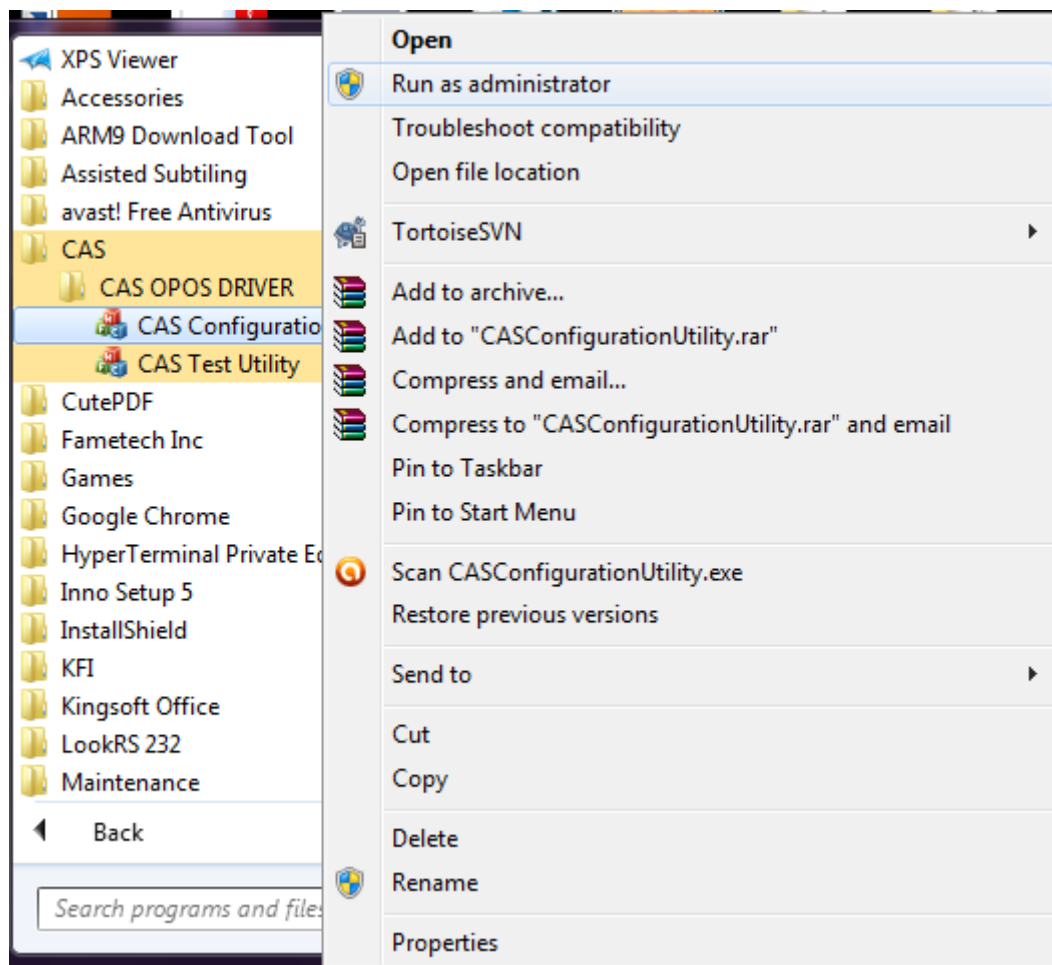 XPS Viewer
Accessories
ARM9 Download Tool
Assisted Subtiling
avast! Free Antivirus
CAS
CAS OPOS DRIVER
CAS Configuratio
CAS Test Utility
CutePDF
Fametech Inc
Games
Google Chrome
HyperTerminal Private Ed
Inno Setup 5
InstallShield
KFI
Kingsoft Office
LookRS 232
Maintenance
Back
Search programs and files
Open
Run as administrator
Troubleshoot compatibility
Open file location
TortoiseSVN
Add to archive...
Add to "CASConfigurationUtility.rar"
Compress and email...
Compress to "CASConfigurationUtility.rar" and email
Pin to Taskbar
Pin to Start Menu
Scan CASConfigurationUtility.exe
Restore previous versions
Send to
Cut
Copy
Delete
Rename
Properties